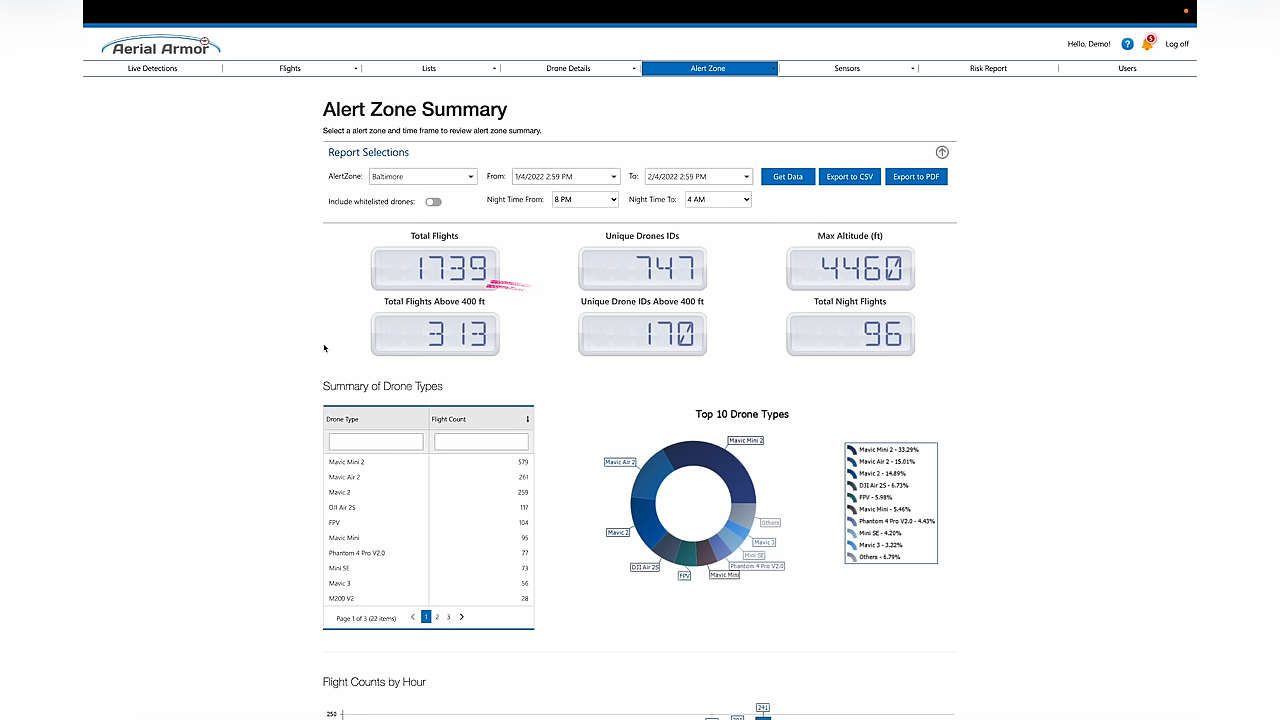 Aerial Armor
Hello, Demo! ? 5 Log off
Live Detections Flights Lists Drone Details Alert Zone Sensors Risk Report Users
Alert Zone Summary
Select a alert zone and time frame to review alert zone summary.
Report Selections
AlertZone: Baltimore From: 1/4/2022 2:59 PM To: 2/4/2022 2:59 PM Get Data Export to CSV Export to PDF
Include whitelisted drones: Night Time From: 8 PM Night Time To: 4 AM
Total Flights Unique Drones IDs Max Altitude (ft)
1739 747 4460
Total Flights Above 400 ft Unique Drone IDs Above 400 ft Total Night Flights
313 170 96
Summary of Drone Types
Drone Type Flight Count
Mavic Mini 2 579
Mavic Air 2 261
Mavic 2 259
DJI Air 2S 117
FPV 104
Mavic Mini 95
Phantom 4 Pro V2.0 77
Mini SE 73
Mavic 3 56
M200 V2 28
Page 1 of 3 (22 items) 1 2 3
Top 10 Drone Types
Mavic Mini 2
Mavic Air 2
Others
Mavic 2
Mavic 3
Mini SE
DJI Air 2S
Phantom 4 Pro V2.0
FPV
Mavic Mini
Mavic Mini 2 - 33.29%
Mavic Air 2 - 15.01%
Mavic 2 - 14.89%
DJI Air 2S - 6.73%
FPV - 5.98%
Mavic Mini - 5.46%
Phantom 4 Pro V2.0 - 4.43%
Mini SE - 4.20%
Mavic 3 - 3.22%
Others - 6.79%
Flight Counts by Hour
250
241